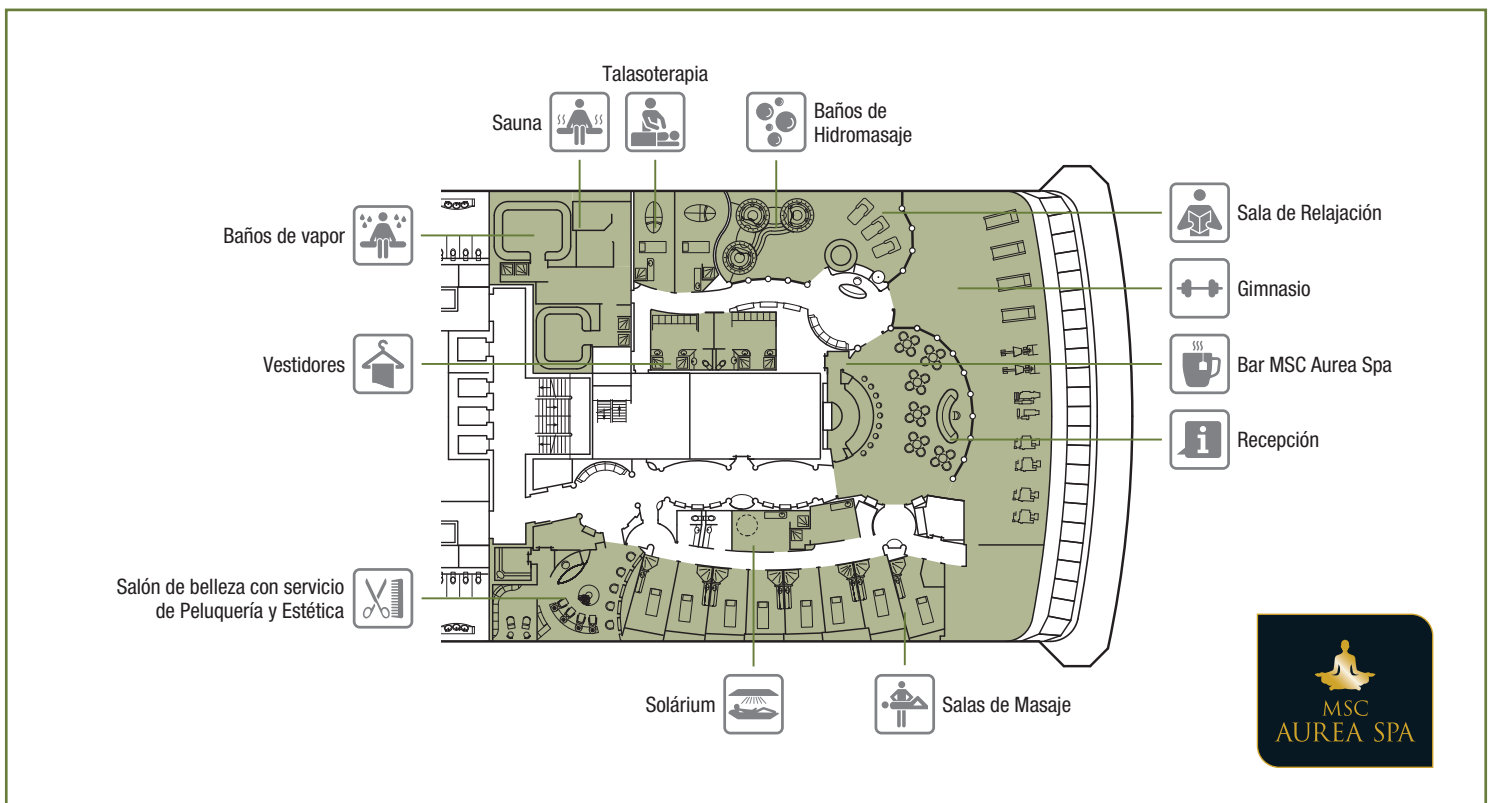 Talasoterapia
Sauna
Baños de
Hidromasaje
Baños de vapor
Sala de Relajación
Gimnasio
Vestidores
Bar MSC Aurea Spa
Recepción
Salón de belleza con servicio
de Peluquería y Estética
Solárium
Salas de Masaje
MSC
AUREA SPA